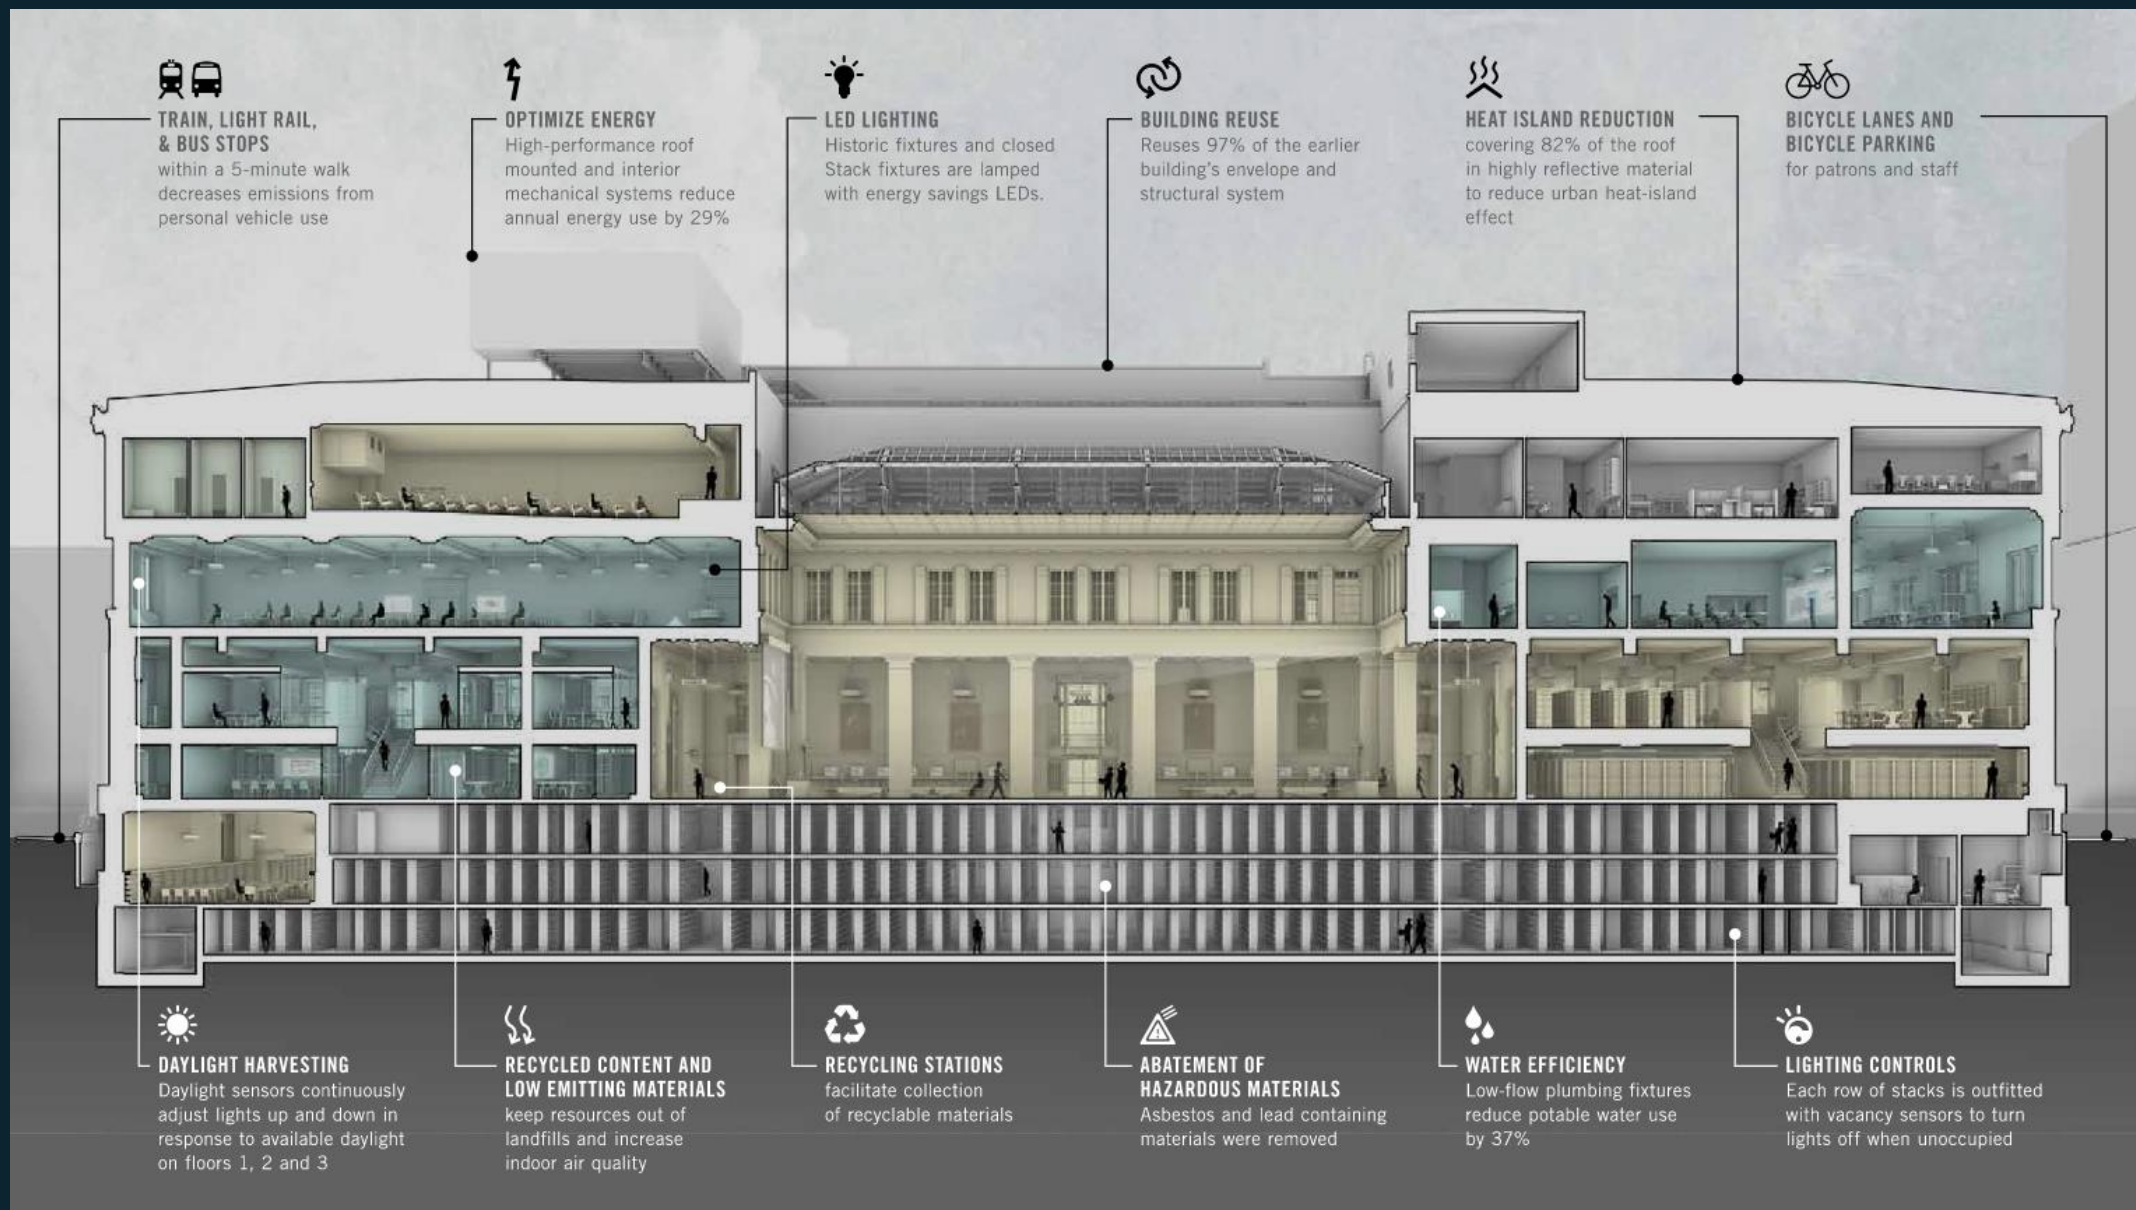 TRAIN, LIGHT RAIL,
& BUS STOPS
within a 5-minute walk
decreases emissions from
personal vehicle use
OPTIMIZE ENERGY
High-performance roof
mounted and interior
mechanical systems reduce
annual energy use by 29%
LED LIGHTING
Historic fixtures and closed
Stack fixtures are lamped
with energy savings LEDs.
BUILDING REUSE
Reuses 97% of the earlier
building's envelope and
structural system
HEAT ISLAND REDUCTION
covering 82% of the roof
in highly reflective material
to reduce urban heat-island
effect
BICYCLE LANES AND
BICYCLE PARKING
for patrons and staff
DAYLIGHT HARVESTING
Daylight sensors continuously
adjust lights up and down in
response to available daylight
on floors 1, 2 and 3
RECYCLED CONTENT AND
LOW EMITTING MATERIALS
keep resources out of
landfills and increase
indoor air quality
RECYCLING STATIONS
facilitate collection
of recyclable materials
ABATEMENT OF
HAZARDOUS MATERIALS
Asbestos and lead containing
materials were removed
WATER EFFICIENCY
Low-flow plumbing fixtures
reduce potable water use
by 37%
LIGHTING CONTROLS
Each row of stacks is outfitted
with vacancy sensors to turn
lights off when unoccupied